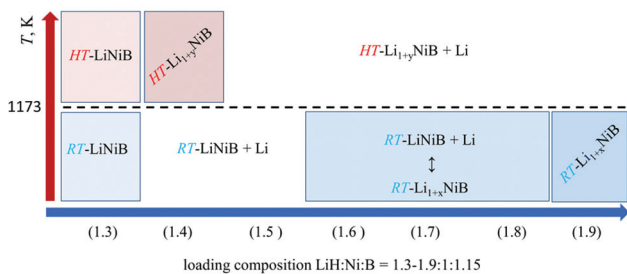 T, K
HT-LiNiB
HT-Li1+yNiB
HT-Li1+yNiB + Li
1173
RT-LiNiB
RT-LiNiB + Li
RT-LiNiB + Li
↕
RT-Li1+xNiB
RT-Li1+xNiB
(1.3) (1.4) (1.5 ) (1.6 ) (1.7) (1.8) (1.9)
loading composition LiH:Ni:B = 1.3-1.9:1:1.15